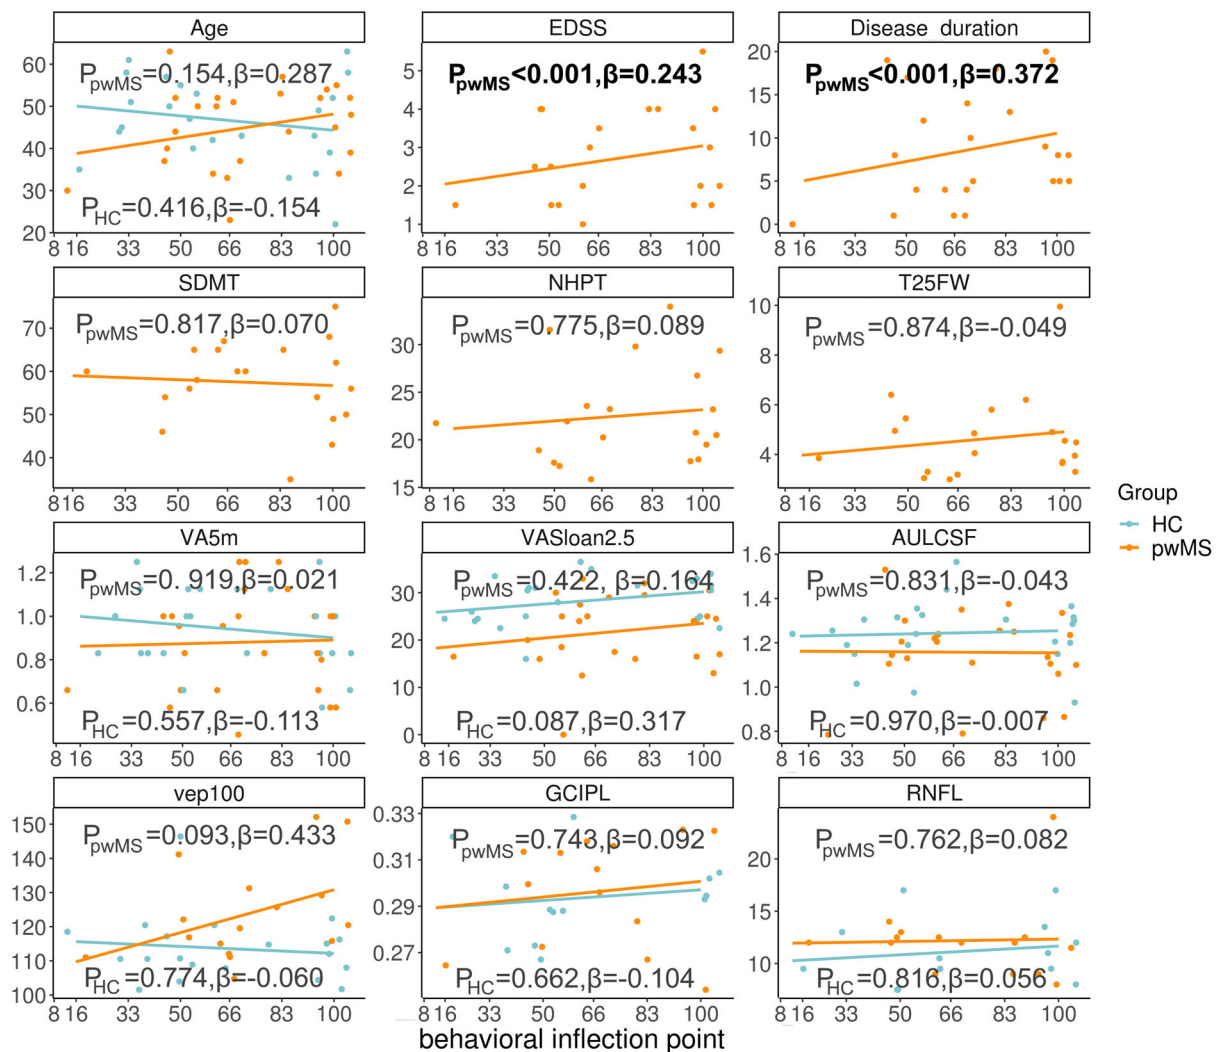 Age
EDSS
Disease duration
P_pwMS=0.154,β=0.287
P_HC=0.416,β=-0.154
60
50
40
30
20
8 16 33 50 66 83 100
P_pwMS<0.001,β=0.243
5
4
3
2
1
8 16 33 50 66 83 100
P_pwMS<0.001,β=0.372
20
15
10
5
0
8 16 33 50 66 83 100
SDMT
NHPT
T25FW
P_pwMS=0.817,β=0.070
70
60
50
40
8 16 33 50 66 83 100
P_pwMS=0.775,β=0.089
30
25
20
15
8 16 33 50 66 83 100
P_pwMS=0.874,β=-0.049
10
8
6
4
8 16 33 50 66 83 100
Group
HC
pwMS
VA5m
VASloan2.5
AULCSF
P_pwMS=0.919,β=0.021
P_HC=0.557,β=-0.113
1.2
1.0
0.8
0.6
8 16 33 50 66 83 100
P_pwMS=0.422, β=0.164
P_HC=0.087,β=0.317
30
20
10
0
8 16 33 50 66 83 100
P_pwMS=0.831,β=-0.043
P_HC=0.970,β=-0.007
1.6
1.4
1.2
1.0
0.8
8 16 33 50 66 83 100
vep100
GCIPL
RNFL
P_pwMS=0.093,β=0.433
P_HC=0.774,β=-0.060
150
140
130
120
110
100
8 16 33 50 66 83 100
P_pwMS=0.743,β=0.092
P_HC=0.662,β=-0.104
0.33
0.31
0.29
0.27
8 16 33 50 66 83 100
P_pwMS=0.762,β=0.082
P_HC=0.816,β=0.056
20
10
8 16 33 50 66 83 100
behavioral inflection point